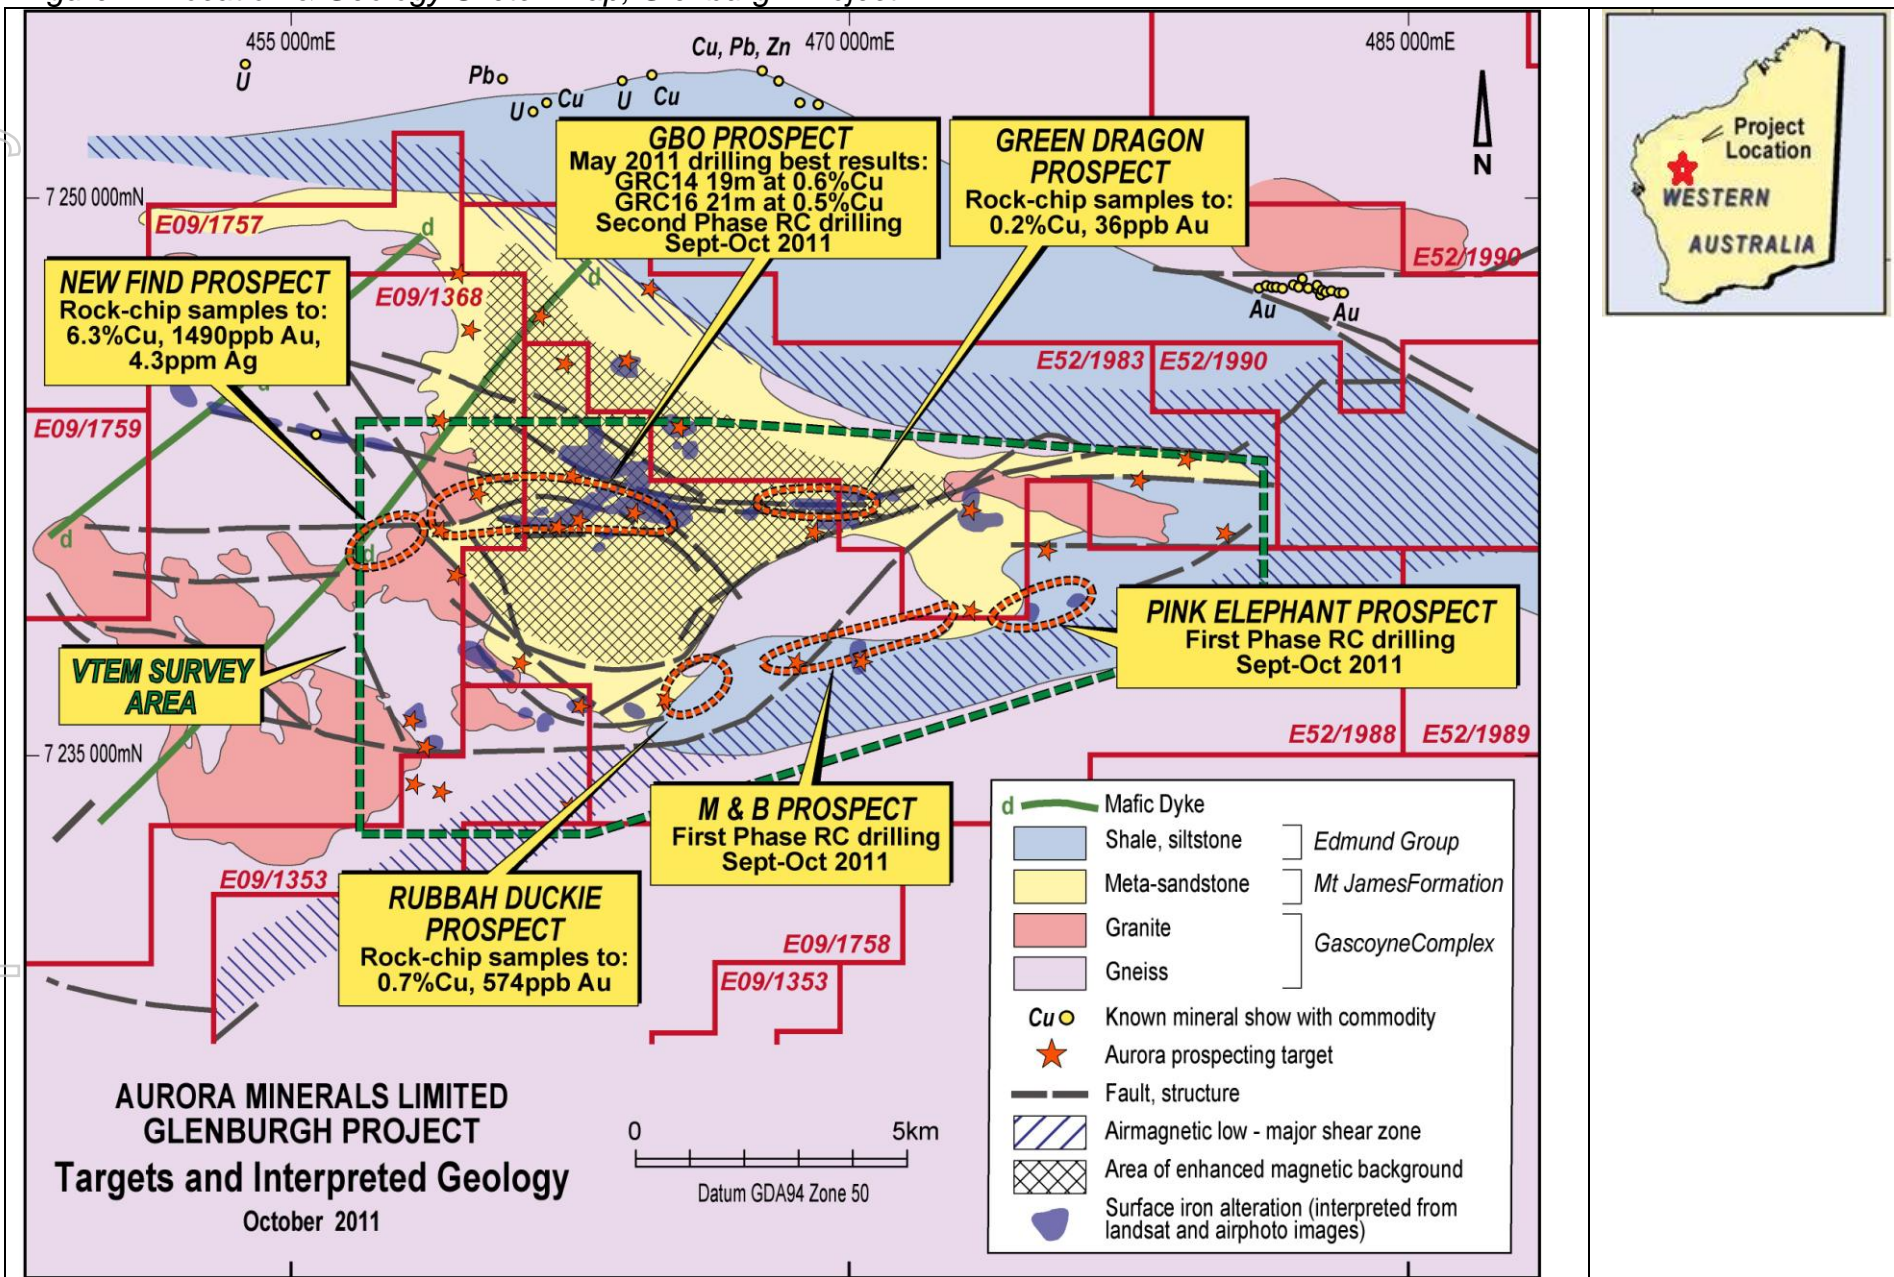 455 000mE
470 000mE
485 000mE
U
Pb
U
Cu
U
Cu
Cu, Pb, Zn
N
7 250 000mN
7 235 000mN
GBO PROSPECT
May 2011 drilling best results:
GRC14 19m at 0.6%Cu
GRC16 21m at 0.5%Cu
Second Phase RC drilling
Sept-Oct 2011
GREEN DRAGON
PROSPECT
Rock-chip samples to:
0.2%Cu, 36ppb Au
NEW FIND PROSPECT
Rock-chip samples to:
6.3%Cu, 1490ppb Au,
4.3ppm Ag
E09/1757
E09/1368
E09/1759
E52/1990
Au
Au
E52/1983
E52/1990
d
d
d
d
d
VTEM SURVEY
AREA
PINK ELEPHANT PROSPECT
First Phase RC drilling
Sept-Oct 2011
E52/1988
E52/1989
M & B PROSPECT
First Phase RC drilling
Sept-Oct 2011
E09/1353
RUBBAH DUCKIE
PROSPECT
Rock-chip samples to:
0.7%Cu, 574ppb Au
E09/1758
E09/1353
AURORA MINERALS LIMITED
GLENBURGH PROJECT
Targets and Interpreted Geology
October 2011
0
5km
Datum GDA94 Zone 50
d
Mafic Dyke
Shale, siltstone
Edmund Group
Meta-sandstone
Mt JamesFormation
Granite
GascoyneComplex
Gneiss
Cu
Known mineral show with commodity
Aurora prospecting target
Fault, structure
Airmagnetic low - major shear zone
Area of enhanced magnetic background
Surface iron alteration (interpreted from
landsat and airphoto images)
Project
Location
WESTERN
AUSTRALIA